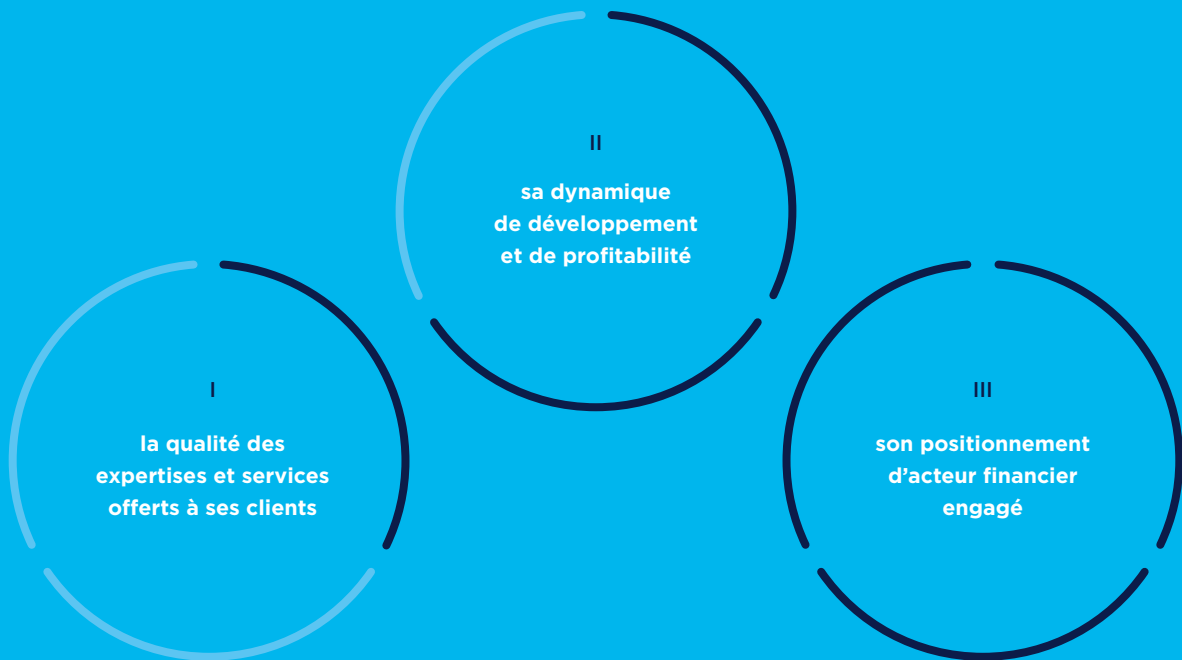 I
la qualité des
expertises et services
offerts à ses clients
II
sa dynamique
de développement
et de profitabilité
III
son positionnement
d’acteur financier
engagé